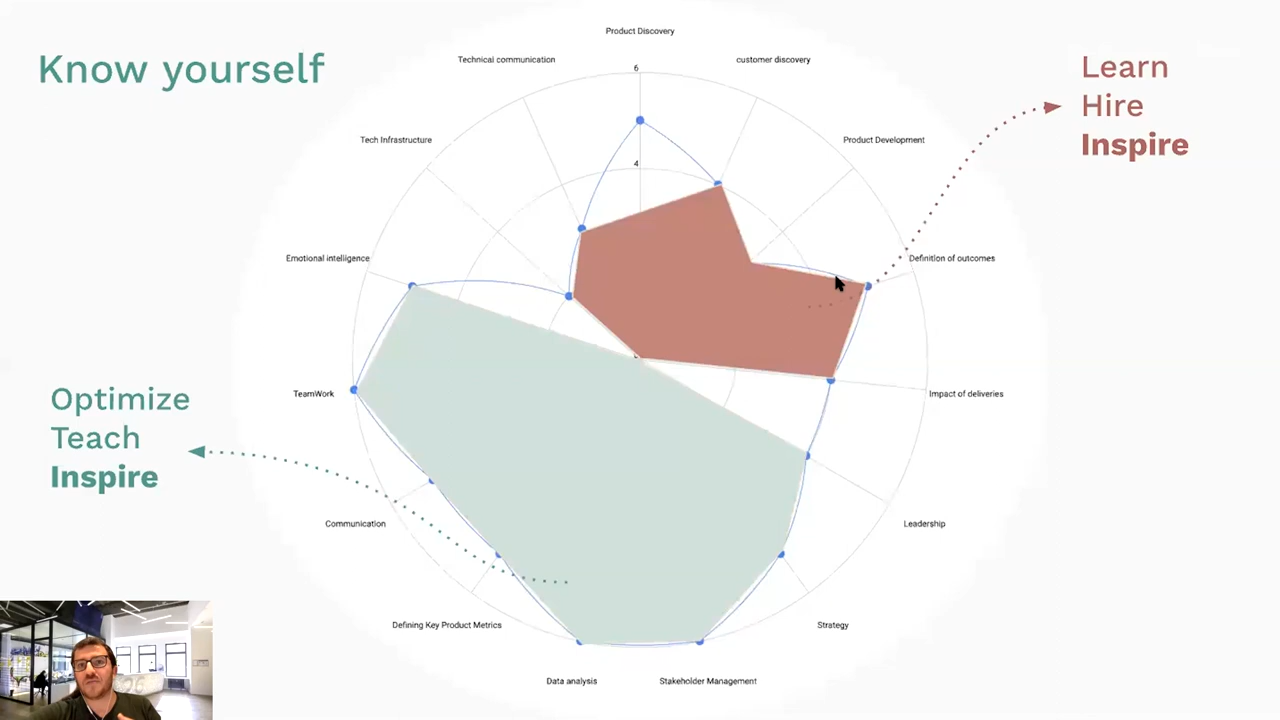 Know yourself
Product Discovery
Technical communication
customer discovery
6
Tech Infrastructure
Product Development
4
Emotional intelligence
Definition of outcomes
TeamWork
Impact of deliveries
Communication
Leadership
Defining Key Product Metrics
Strategy
Data analysis
Stakeholder Management
Learn
Hire
Inspire
Optimize
Teach
Inspire